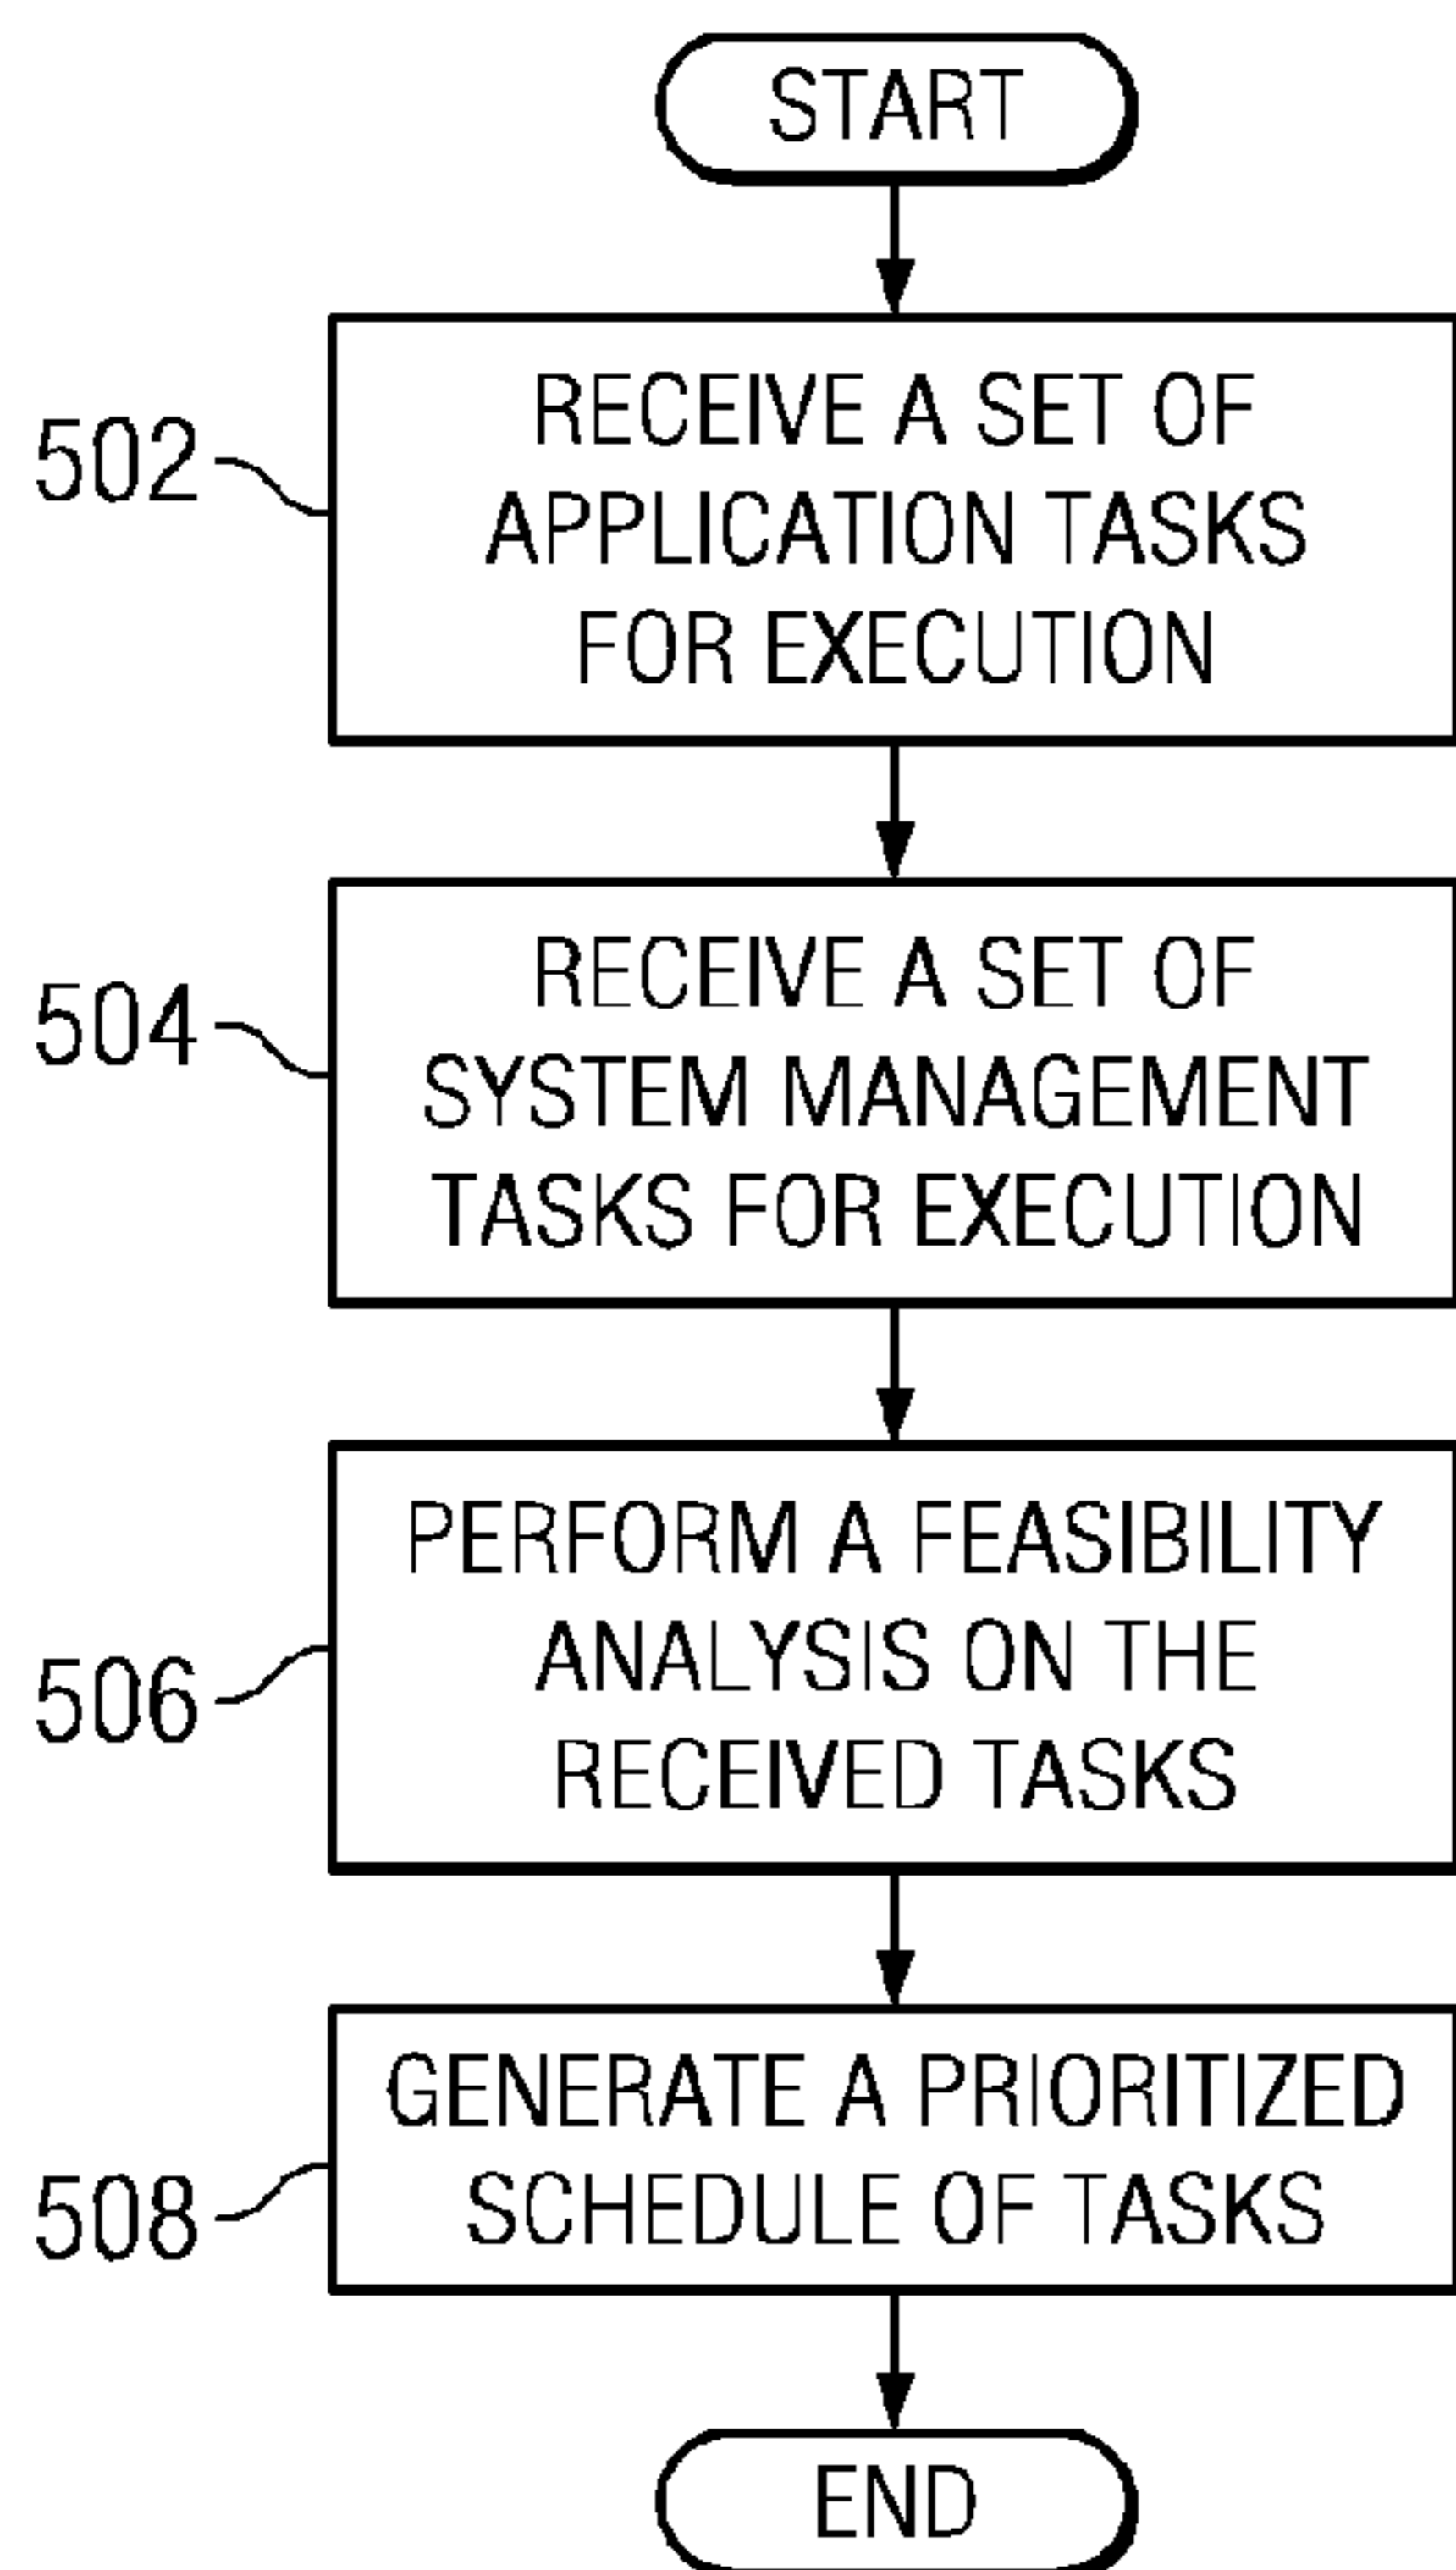 START
502
RECEIVE A SET OF
APPLICATION TASKS
FOR EXECUTION
504
RECEIVE A SET OF
SYSTEM MANAGEMENT
TASKS FOR EXECUTION
506
PERFORM A FEASIBILITY
ANALYSIS ON THE
RECEIVED TASKS
508
GENERATE A PRIORITIZED
SCHEDULE OF TASKS
END